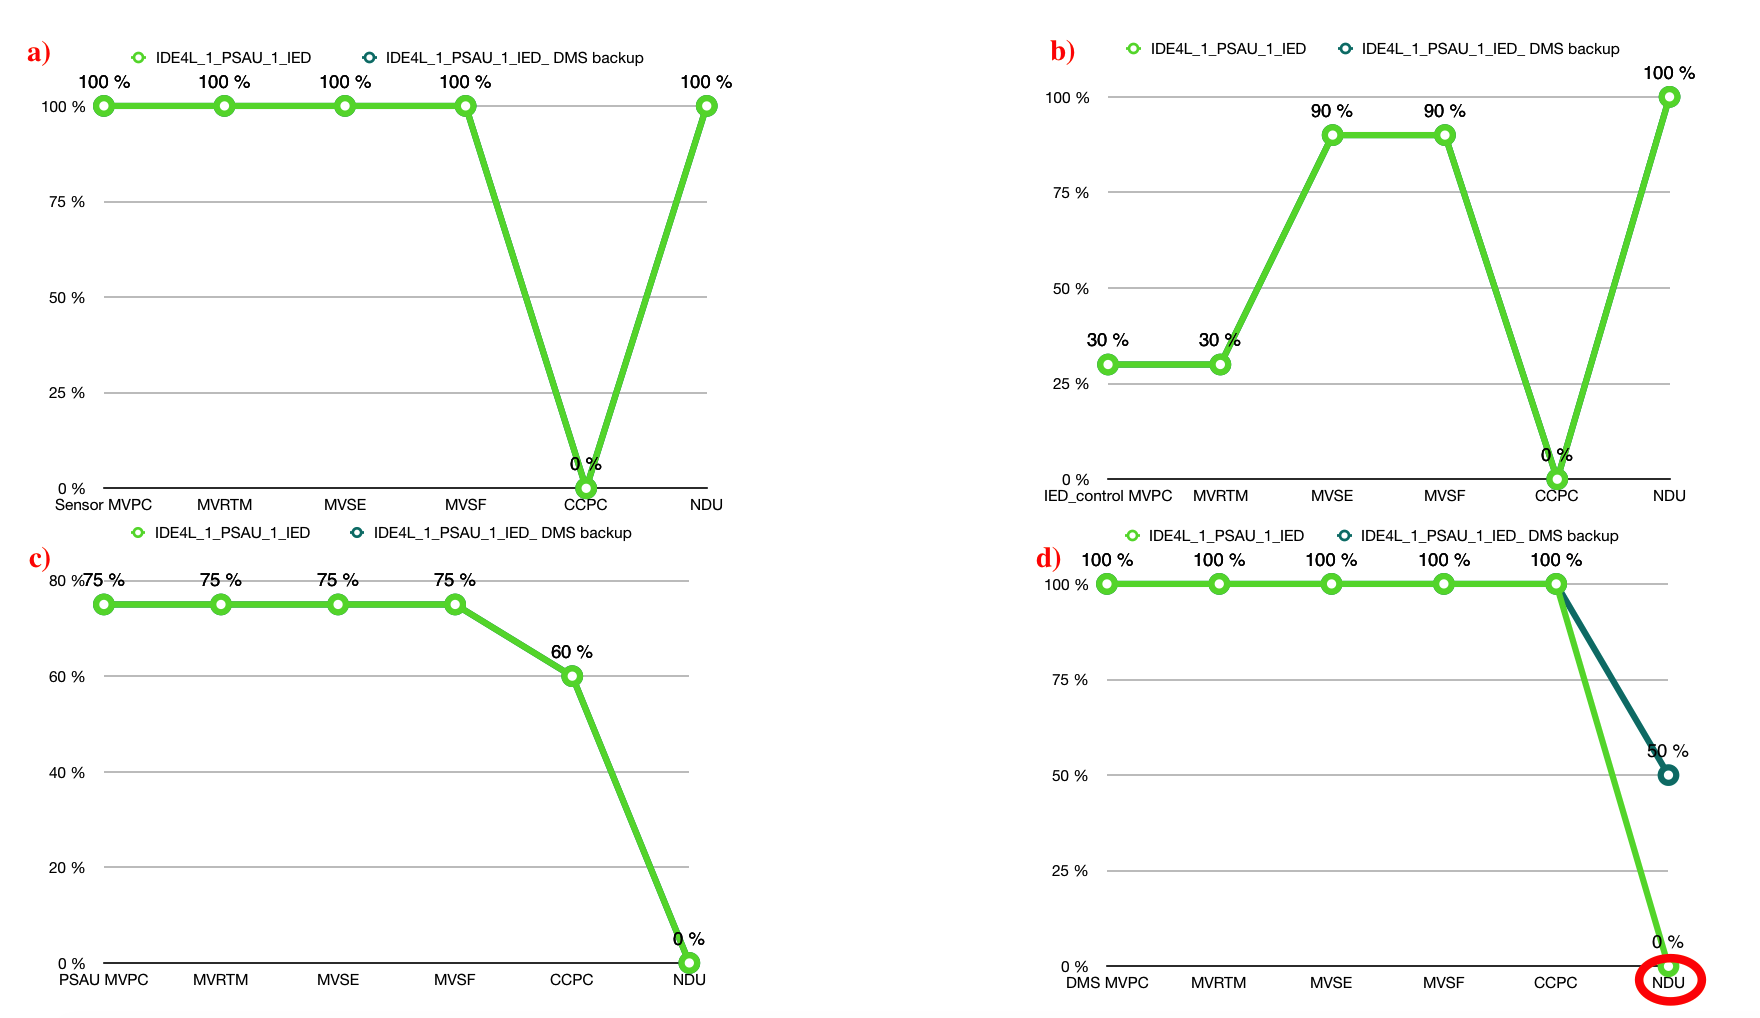 a)
IDE4L_1_PSAU_1_IED IDE4L_1_PSAU_1_IED_ DMS backup
100 % 100 % 100 % 100 % 100 %
100 %
75 %
50 %
25 %
0 %
0 %
Sensor MVPC MVRTM MVSE MVSF CCPC NDU
b)
IDE4L_1_PSAU_1_IED IDE4L_1_PSAU_1_IED_ DMS backup
100 %
100 %
90 % 90 %
75 %
50 %
30 % 30 %
25 %
0 %
0 %
IED_control MVPC MVRTM MVSE MVSF CCPC NDU
c)
IDE4L_1_PSAU_1_IED IDE4L_1_PSAU_1_IED_ DMS backup
80 % 75 % 75 % 75 % 75 %
60 %
60 %
40 %
20 %
0 %
0 %
PSAU MVPC MVRTM MVSE MVSF CCPC NDU
d)
IDE4L_1_PSAU_1_IED IDE4L_1_PSAU_1_IED_ DMS backup
100 % 100 % 100 % 100 % 100 %
100 %
75 %
50 %
50 %
25 %
0 %
0 %
DMS MVPC MVRTM MVSE MVSF CCPC NDU